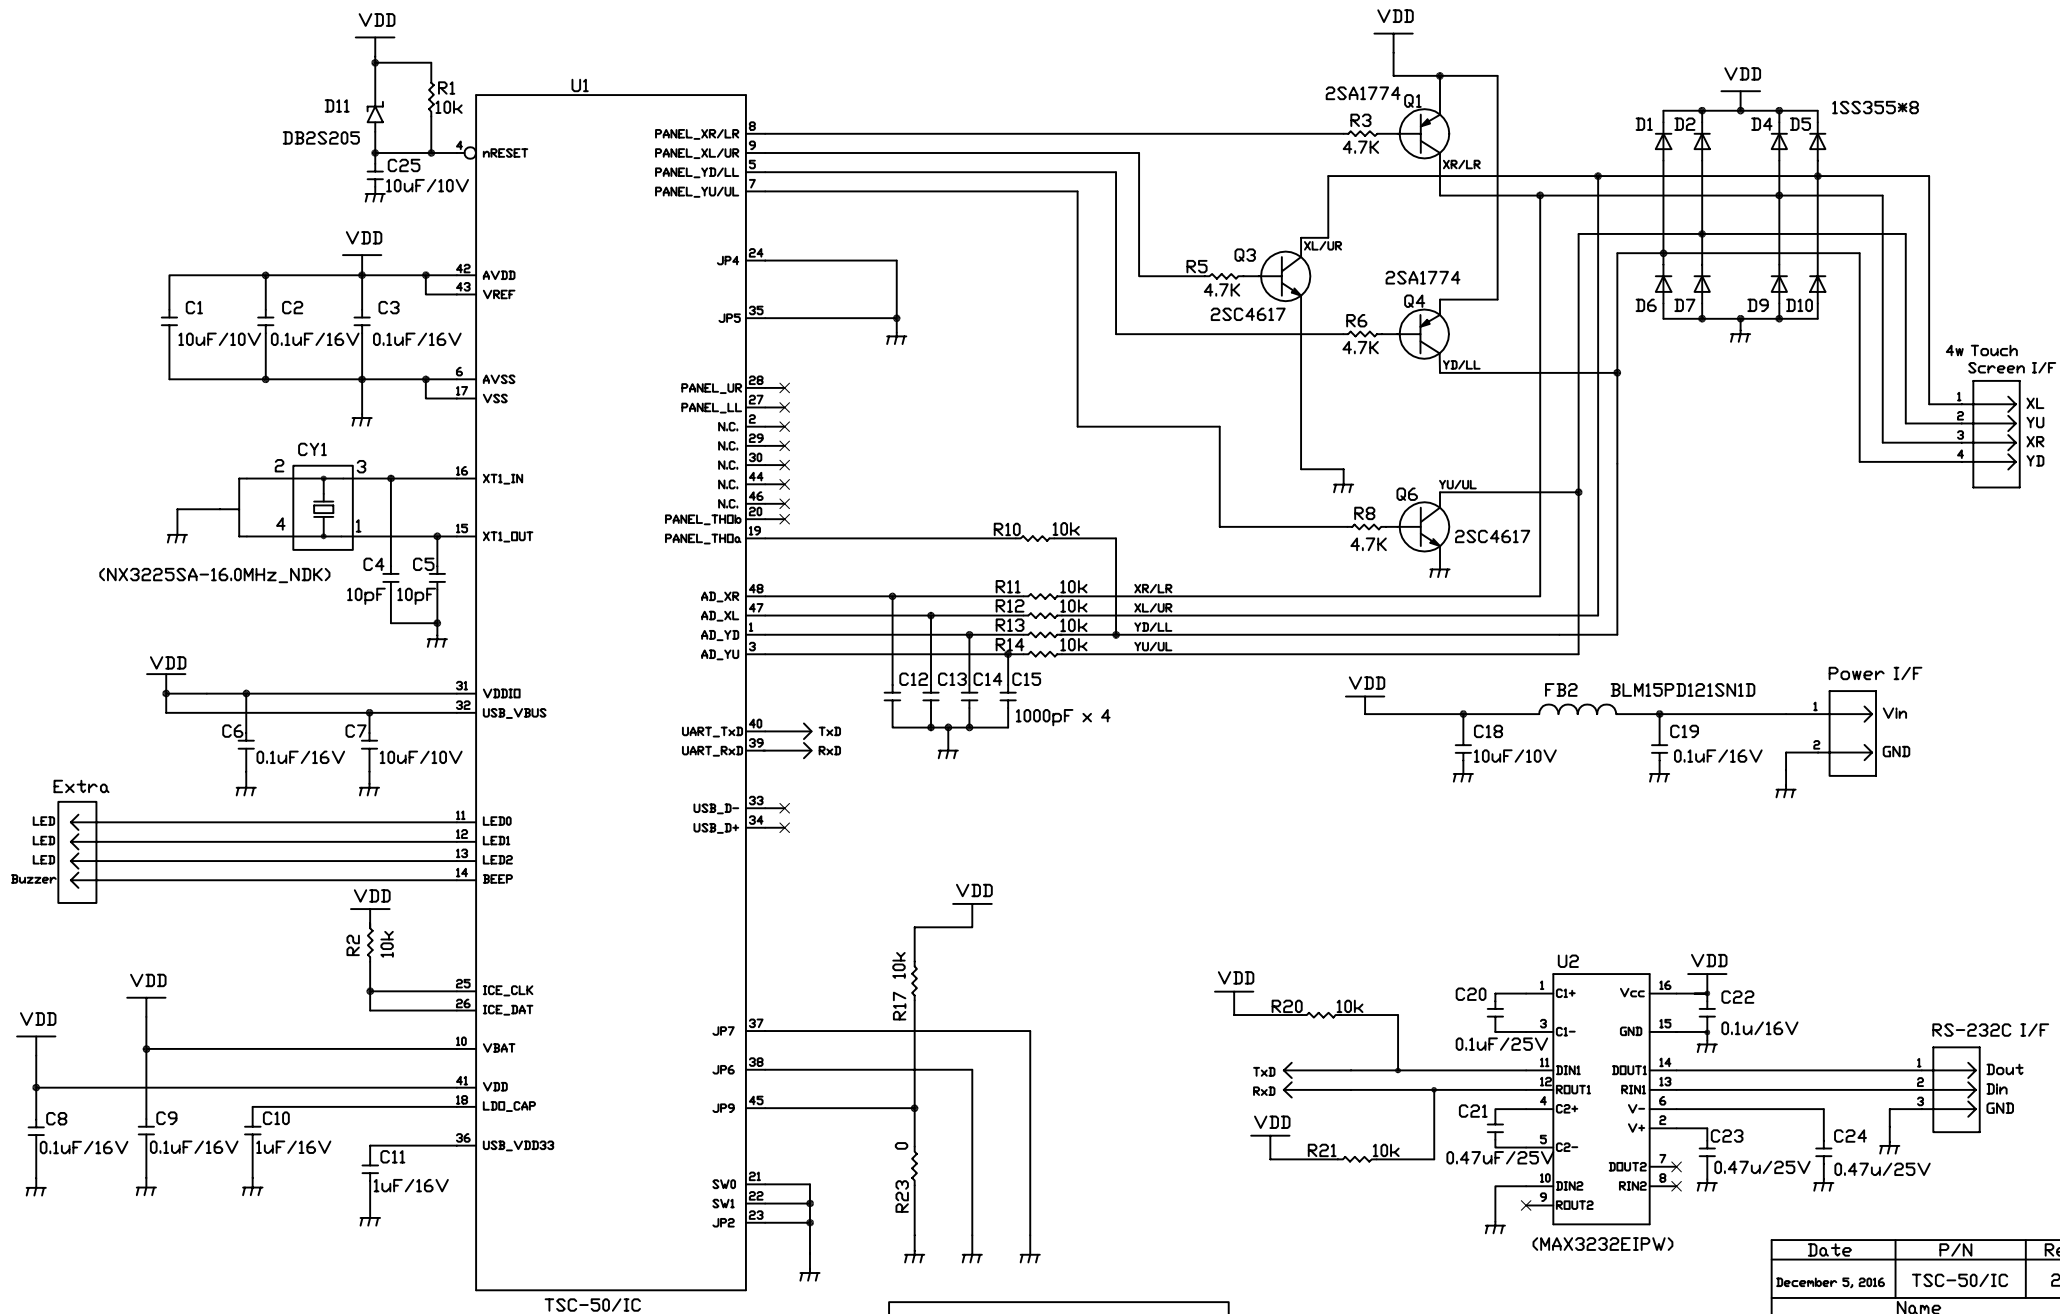 VDD
R1
10k
D11
DB2S205
4
nRESET
C25
10uF/10V
VDD
42 AVDD
43 VREF
C1
10uF/10V
C2
0.1uF/16V
C3
0.1uF/16V
6 AVSS
17 VSS
CY1
2 3
4 1
16 XT1_IN
15 XT1_OUT
(NX3225SA-16.0MHz_NDK)
C4
10pF
C5
10pF
VDD
31 VDDIO
32 USB_VBUS
C6
0.1uF/16V
C7
10uF/10V
Extra
LED 11 LED0
LED 12 LED1
LED 13 LED2
Buzzer 14 BEEP
VDD
R2
10k
25 ICE_CLK
26 ICE_DAT
VDD
VDD
10 VBAT
41 VDD
18 LDO_CAP
36 USB_VDD33
C8
0.1uF/16V
C9
0.1uF/16V
C10
1uF/16V
C11
1uF/16V
U1
PANEL_XR/LR 8
PANEL_XL/UR 9
PANEL_YD/LL 5
PANEL_YU/UL 7
JP4 24
JP5 35
PANEL_UR 28
PANEL_LL 27
N.C. 2
N.C. 29
N.C. 30
N.C. 44
N.C. 46
PANEL_THOb 20
PANEL_THOa 19
AD_XR 48
AD_XL 47
AD_YD 1
AD_YU 3
UART_TxD 40 TxD
UART_RxD 39 RxD
USB_D- 33
USB_D+ 34
JP7 37
JP6 38
JP9 45
SW0 21
SW1 22
JP2 23
TSC-50/IC
R10 10k
R11 10k XR/LR
R12 10k XL/UR
R13 10k YD/LL
R14 10k YU/UL
C12 C13 C14 C15
1000pF x 4
VDD
R17 10k
R23 0
VDD
2SA1774
Q1
R3
4.7K
XR/LR
Q3
XL/UR
R5
4.7K
2SC4617
2SA1774
Q4
R6
4.7K
YD/LL
Q6
YU/UL
R8
4.7K
2SC4617
VDD
1SS355*8
D1 D2 D4 D5
D6 D7 D9 D10
4w Touch
Screen I/F
1 XL
2 YU
3 XR
4 YD
VDD
FB2
BLM15PD121SN1D
C18
10uF/10V
C19
0.1uF/16V
Power I/F
1 Vin
2 GND
VDD
R20 10k
TxD
RxD
VDD
R21 10k
C20
0.1uF/25V
C21
0.47uF/25V
U2
1 C1+ Vcc 16
3 C1- GND 15
11 DIN1 DOUT1 14
12 ROUT1 RIN1 13
4 C2+ V- 6
V+ 2
5 C2- DOUT2 7
10 DIN2 RIN2 8
9 ROUT2
(MAX3232EIPW)
VDD
C22
0.1u/16V
C23
0.47u/25V
C24
0.47u/25V
RS-232C I/F
1 Dout
2 Din
3 GND
Date P/N Re
December 5, 2016 TSC-50/IC 2
Name